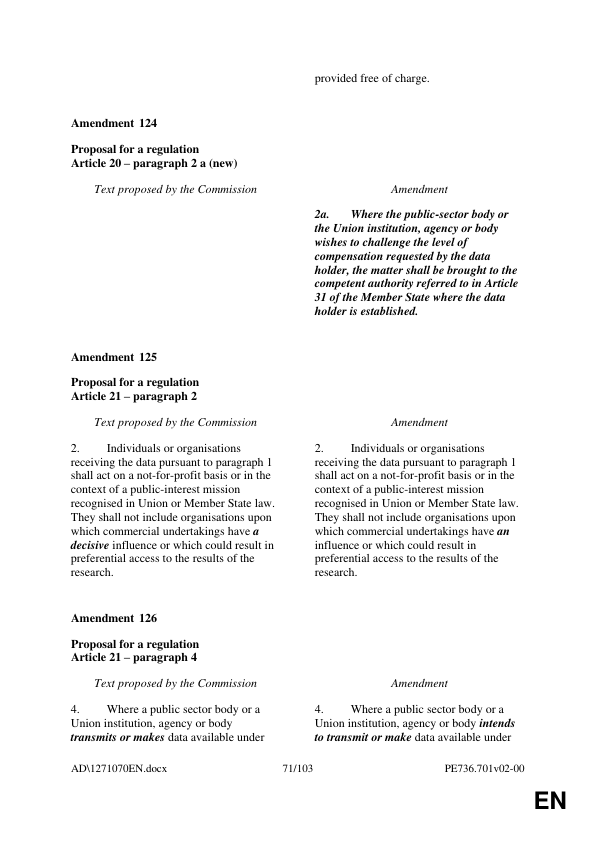 provided free of charge.
Amendment 124
Proposal for a regulation
Article 20 – paragraph 2 a (new)
Text proposed by the Commission
Amendment
2a. Where the public-sector body or
the Union institution, agency or body
wishes to challenge the level of
compensation requested by the data
holder, the matter shall be brought to the
competent authority referred to in Article
31 of the Member State where the data
holder is established.
Amendment 125
Proposal for a regulation
Article 21 – paragraph 2
Text proposed by the Commission
Amendment
2. Individuals or organisations
receiving the data pursuant to paragraph 1
shall act on a not-for-profit basis or in the
context of a public-interest mission
recognised in Union or Member State law.
They shall not include organisations upon
which commercial undertakings have a
decisive influence or which could result in
preferential access to the results of the
research.
2. Individuals or organisations
receiving the data pursuant to paragraph 1
shall act on a not-for-profit basis or in the
context of a public-interest mission
recognised in Union or Member State law.
They shall not include organisations upon
which commercial undertakings have an
influence or which could result in
preferential access to the results of the
research.
Amendment 126
Proposal for a regulation
Article 21 – paragraph 4
Text proposed by the Commission
Amendment
4. Where a public sector body or a
Union institution, agency or body
transmits or makes data available under
4. Where a public sector body or a
Union institution, agency or body intends
to transmit or make data available under
AD\1271070EN.docx
71/103
PE736.701v02-00
EN